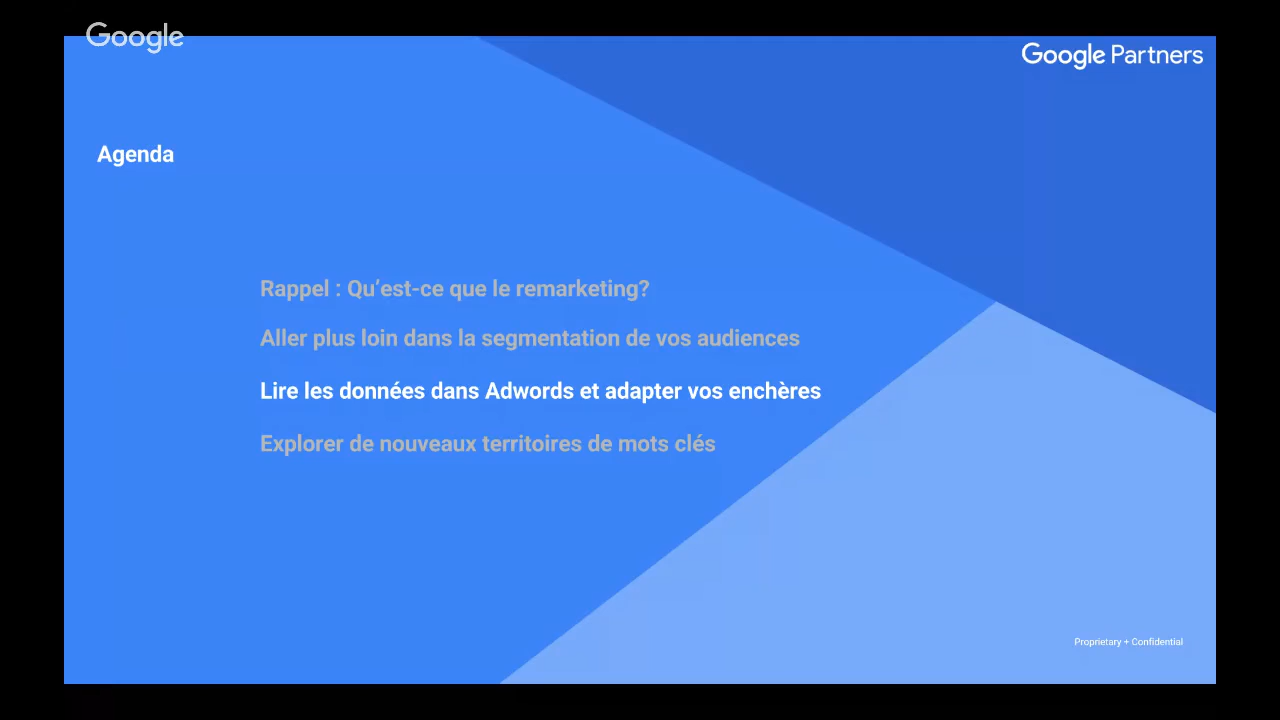 Google
Google Partners
Agenda
Rappel : Qu’est-ce que le remarketing?
Aller plus loin dans la segmentation de vos audiences
Lire les données dans Adwords et adapter vos enchères
Explorer de nouveaux territoires de mots clés
Proprietary + Confidential